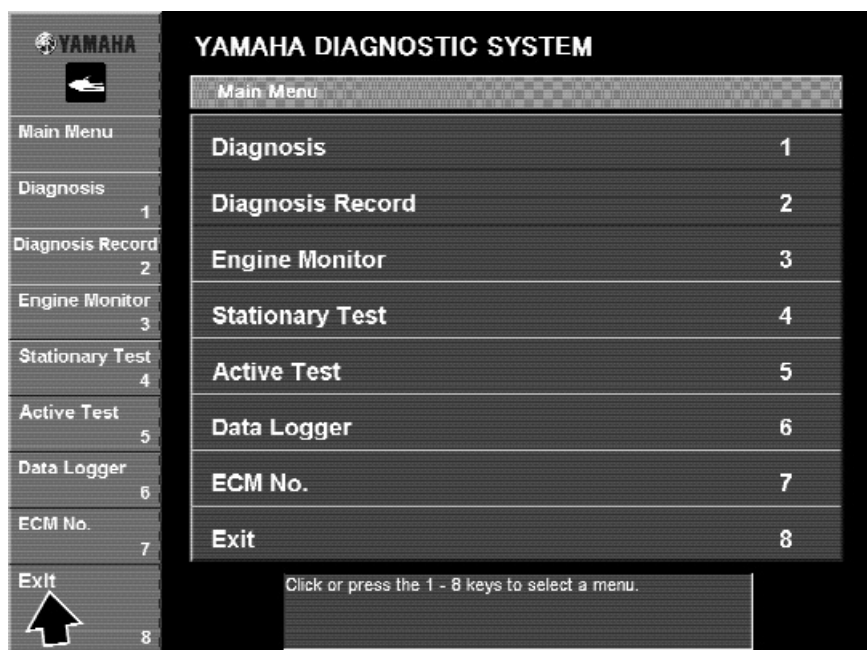 YAMAHA
Main Menu
Diagnosis
1
Diagnosis Record
2
Engine Monitor
3
Stationary Test
4
Active Test
5
Data Logger
6
ECM No.
7
Exit
8
YAMAHA DIAGNOSTIC SYSTEM
Main Menu
Diagnosis 1
Diagnosis Record 2
Engine Monitor 3
Stationary Test 4
Active Test 5
Data Logger 6
ECM No. 7
Exit 8
Click or press the 1 - 8 keys to select a menu.